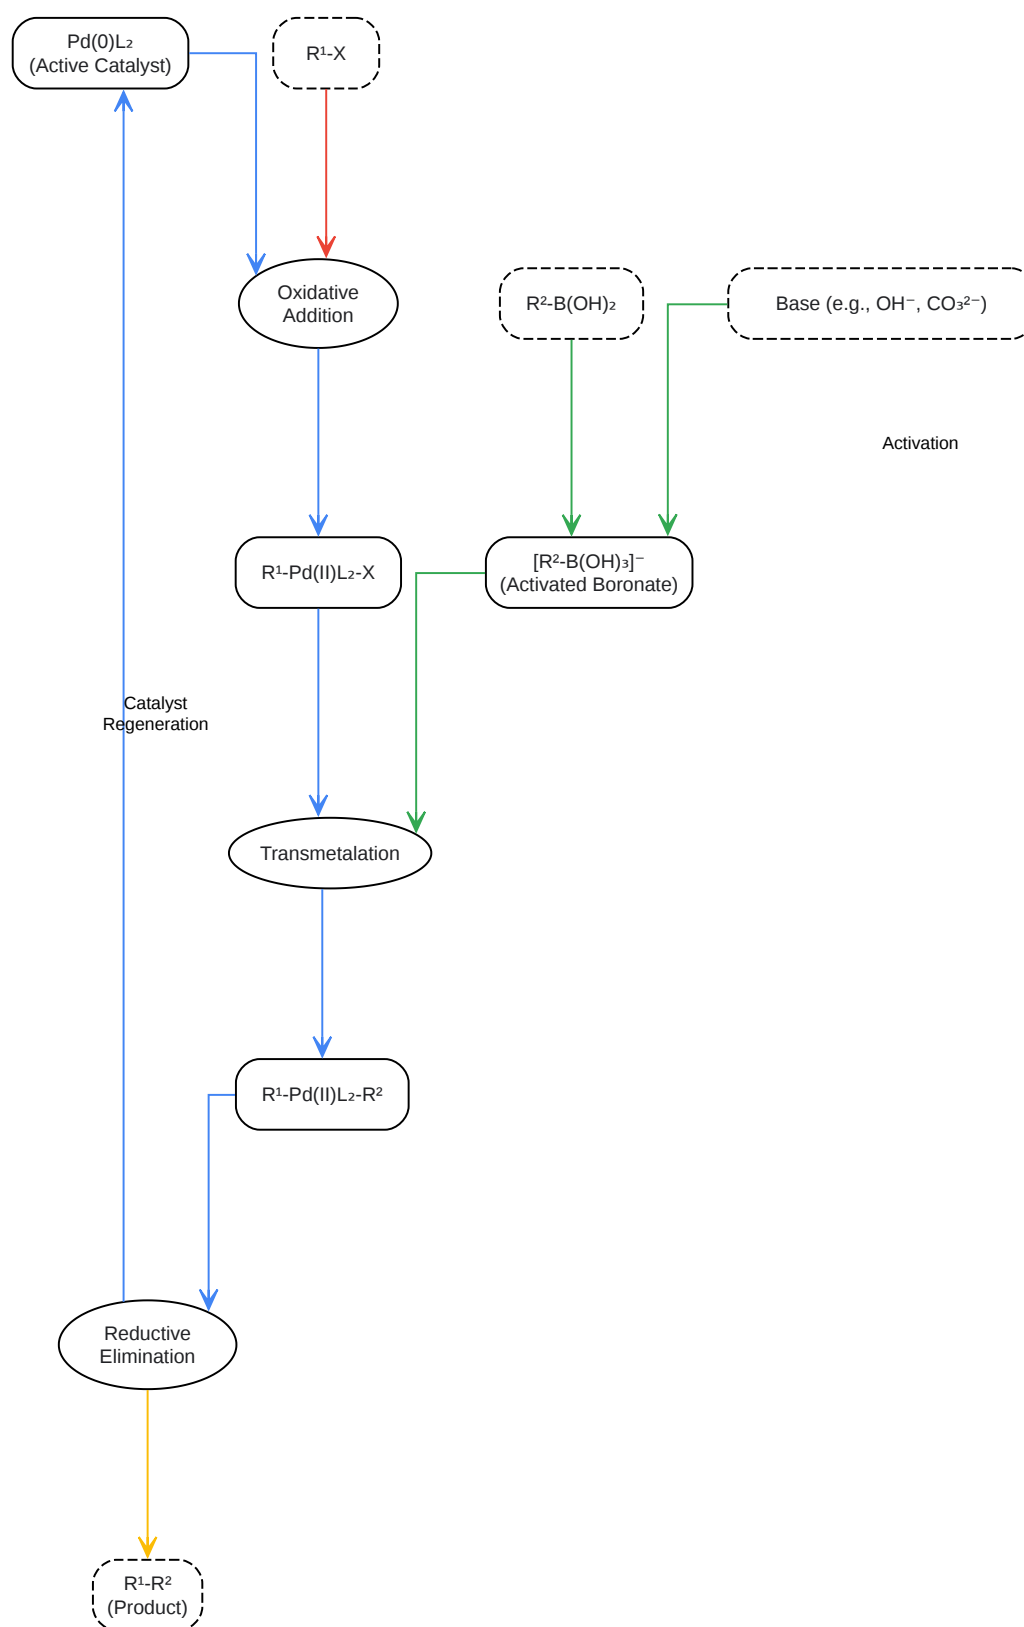 Pd(0)L₂
(Active Catalyst)
R¹-X
Oxidative
Addition
R²-B(OH)₂
Base (e.g., OH⁻, CO₃²⁻)
Activation
R¹-Pd(II)L₂-X
[R²-B(OH)₃]⁻
(Activated Boronate)
Catalyst
Regeneration
Transmetalation
R¹-Pd(II)L₂-R²
Reductive
Elimination
R¹-R²
(Product)